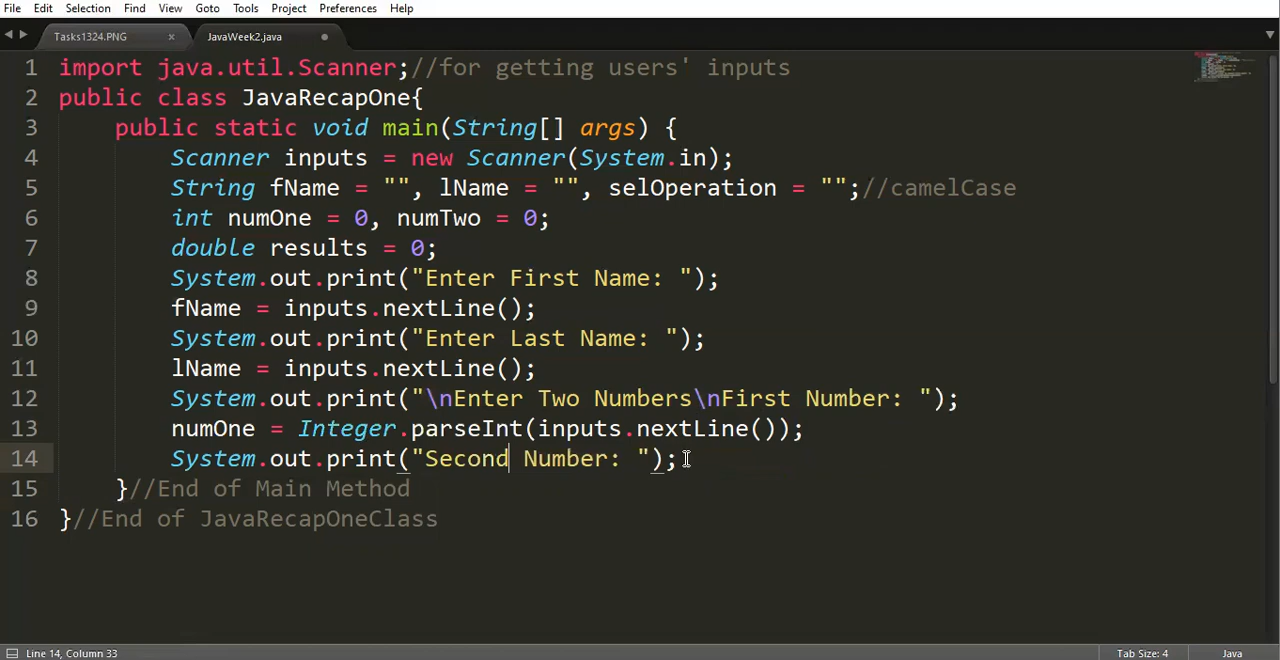 File Edit Selection Find View Goto Tools Project Preferences Help
Tasks1324.PNG × JavaWeek2.java
1 import java.util.Scanner;//for getting users' inputs
2 public class JavaRecapOne{
3 public static void main(String[] args) {
4 Scanner inputs = new Scanner(System.in);
5 String fName = "", lName = "", selOperation = "";//camelCase
6 int numOne = 0, numTwo = 0;
7 double results = 0;
8 System.out.print("Enter First Name: ");
9 fName = inputs.nextLine();
10 System.out.print("Enter Last Name: ");
11 lName = inputs.nextLine();
12 System.out.print("\nEnter Two Numbers\nFirst Number: ");
13 numOne = Integer.parseInt(inputs.nextLine());
14 System.out.print("Second Number: ");
15 }//End of Main Method
16 }//End of JavaRecapOneClass
Line 14, Column 33 Tab Size: 4 Java